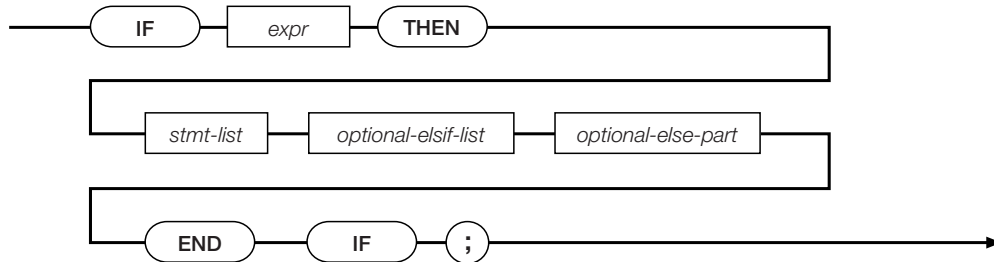 IF expr THEN
stmt-list optional-elsif-list optional-else-part
END IF ;